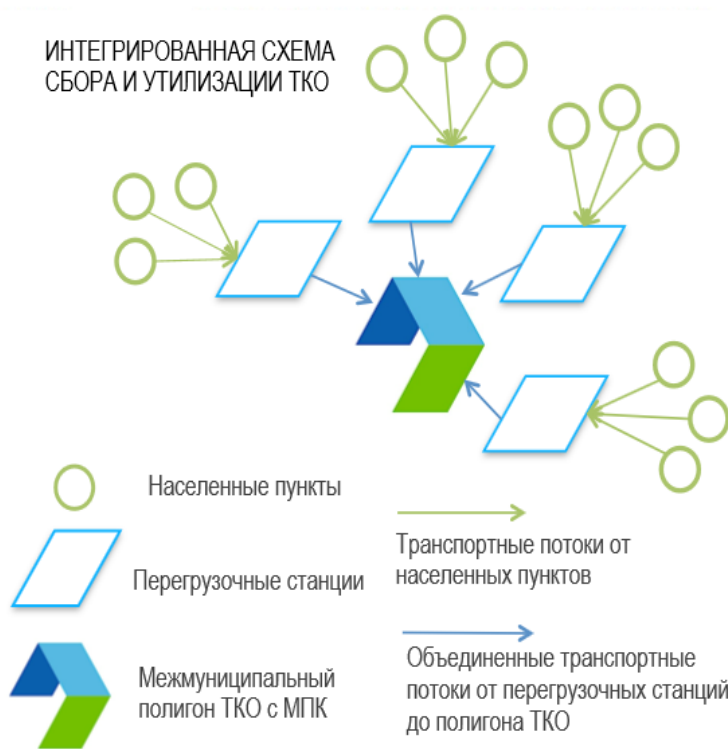 ИНТЕГРИРОВАННАЯ СХЕМА
СБОРА И УТИЛИЗАЦИИ ТКО
Населенные пункты
Перегрузочные станции
Межмуниципальный
полигон ТКО с МПК
Транспортные потоки от
населенных пунктов
Объединенные транспортные
потоки от перегрузочных станций
до полигона ТКО